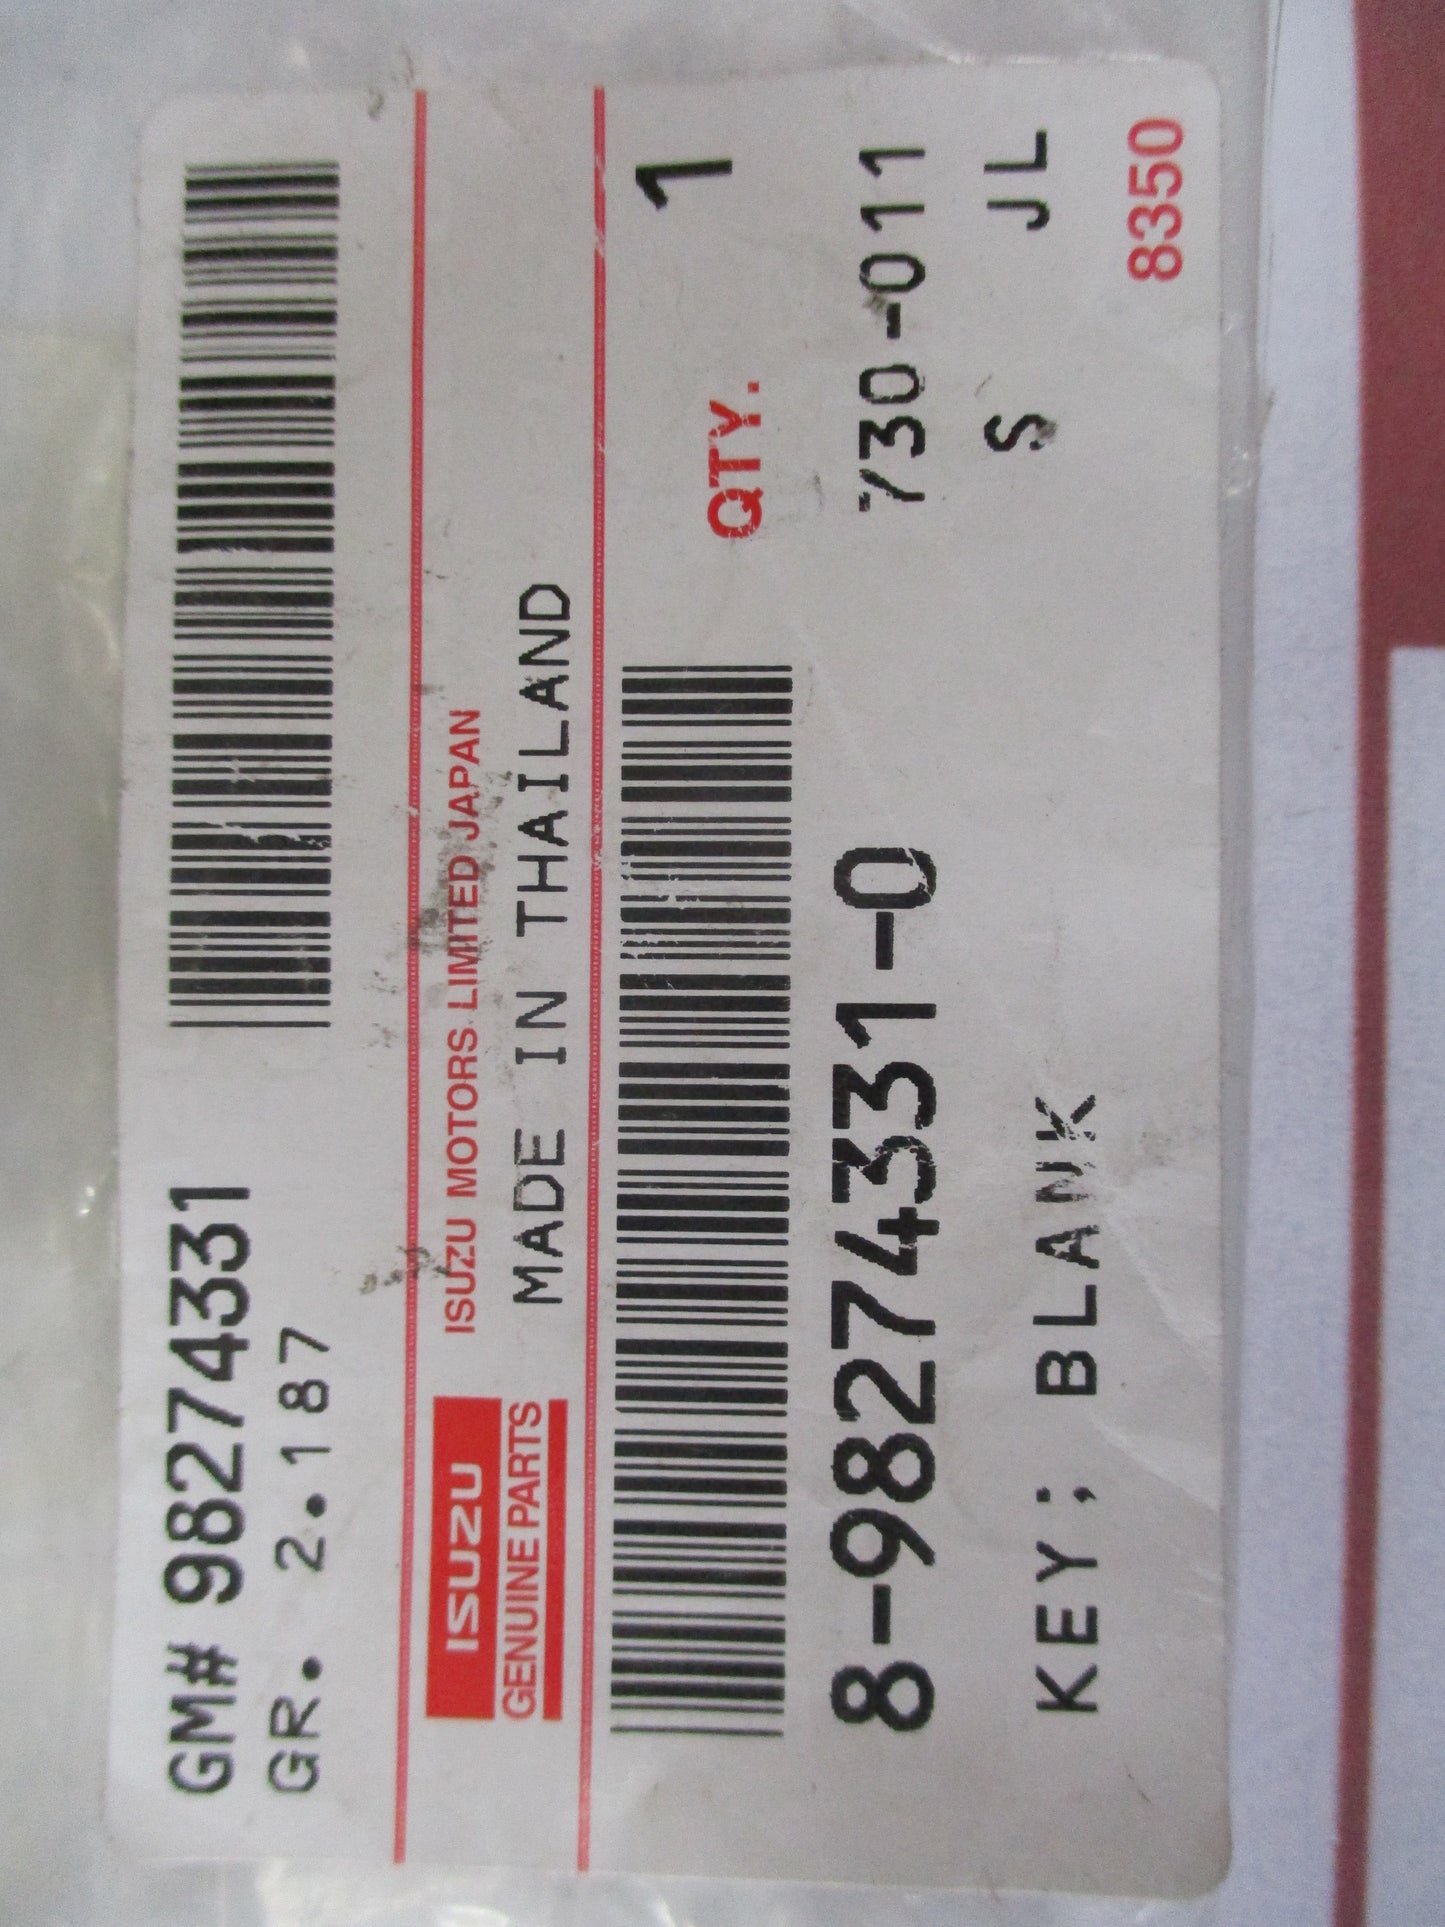 GM# 98274331
GR. 2.187
ISUZU
GENUINE PARTS
ISUZU MOTORS LIMITED JAPAN
MADE IN THAILAND
QTY. 1
8-98274331-0 730-011
KEY; BLANK S JL
8350